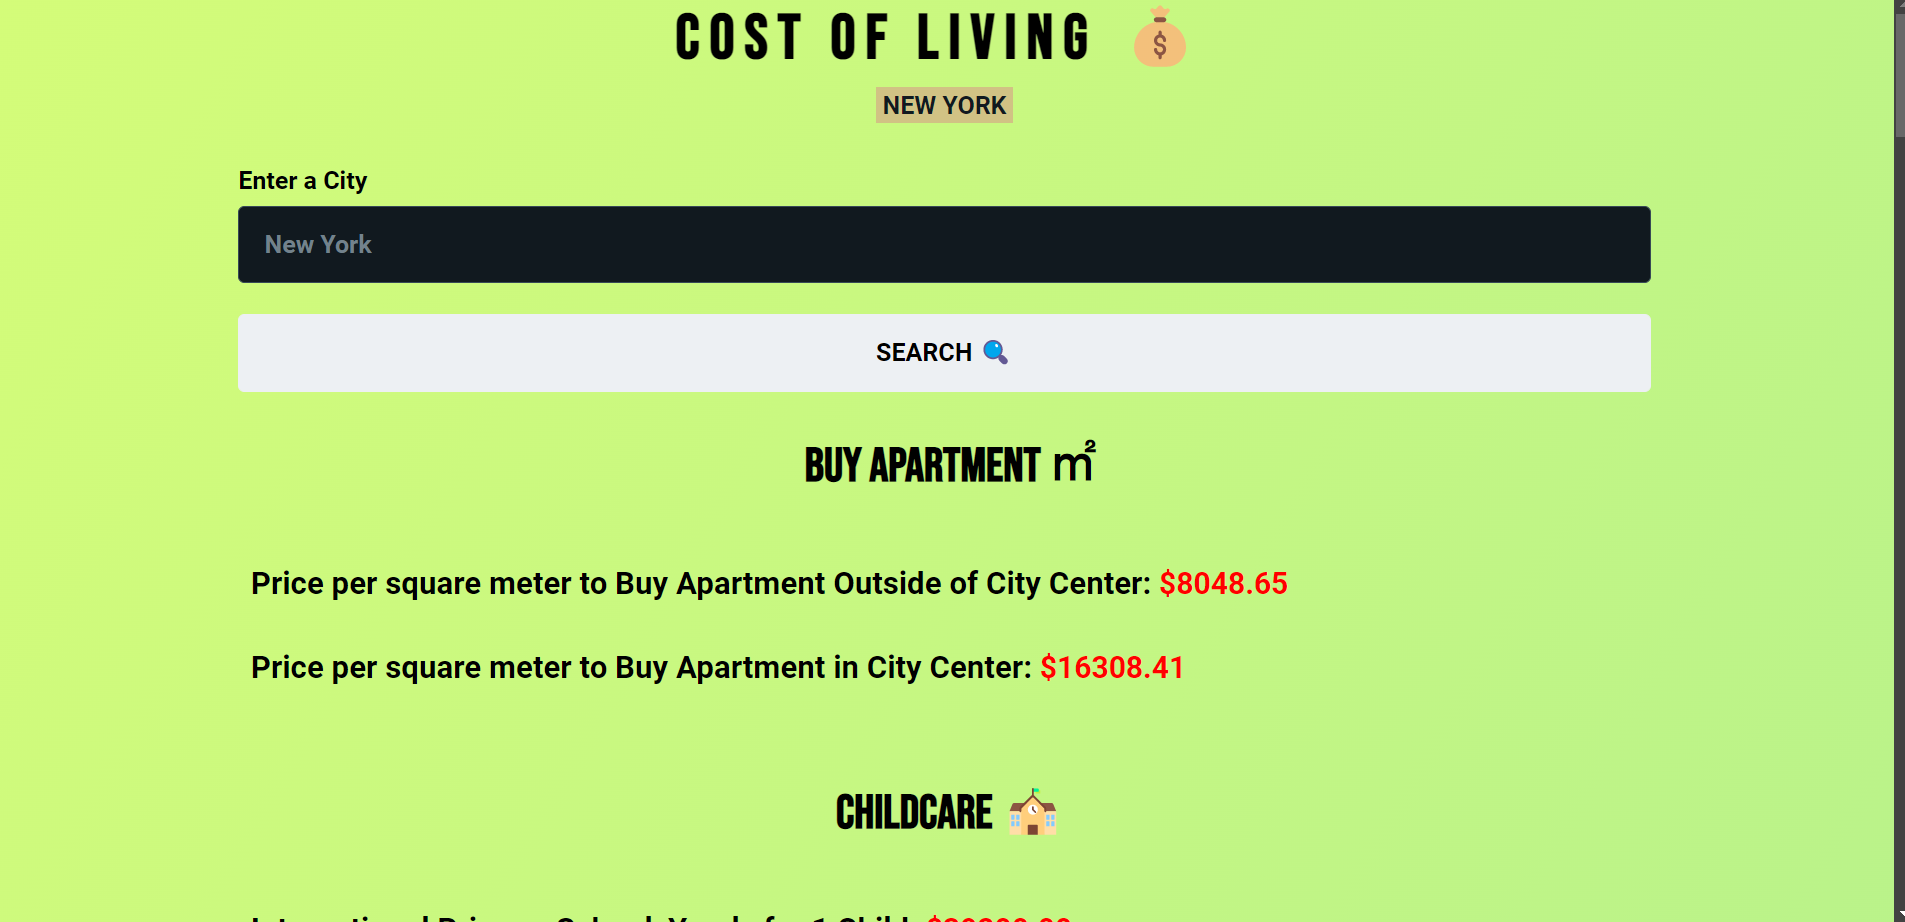 COST OF LIVING 💰
NEW YORK
Enter a City
New York
SEARCH 🔍
BUY APARTMENT m²
Price per square meter to Buy Apartment Outside of City Center: $8048.65
Price per square meter to Buy Apartment in City Center: $16308.41
CHILDCARE 🏫